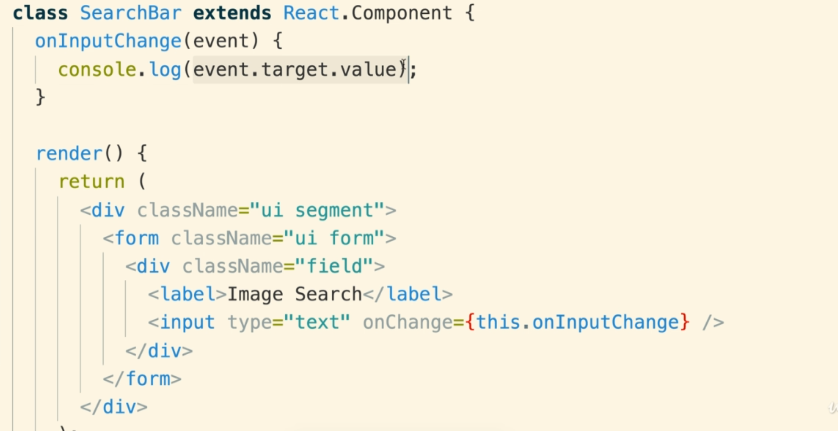 class SearchBar extends React.Component {
onInputChange(event) {
console.log(event.target.value);
}
render() {
return (
<div className="ui segment">
<form className="ui form">
<div className="field">
<label>Image Search</label>
<input type="text" onChange={this.onInputChange} />
</div>
</form>
</div>